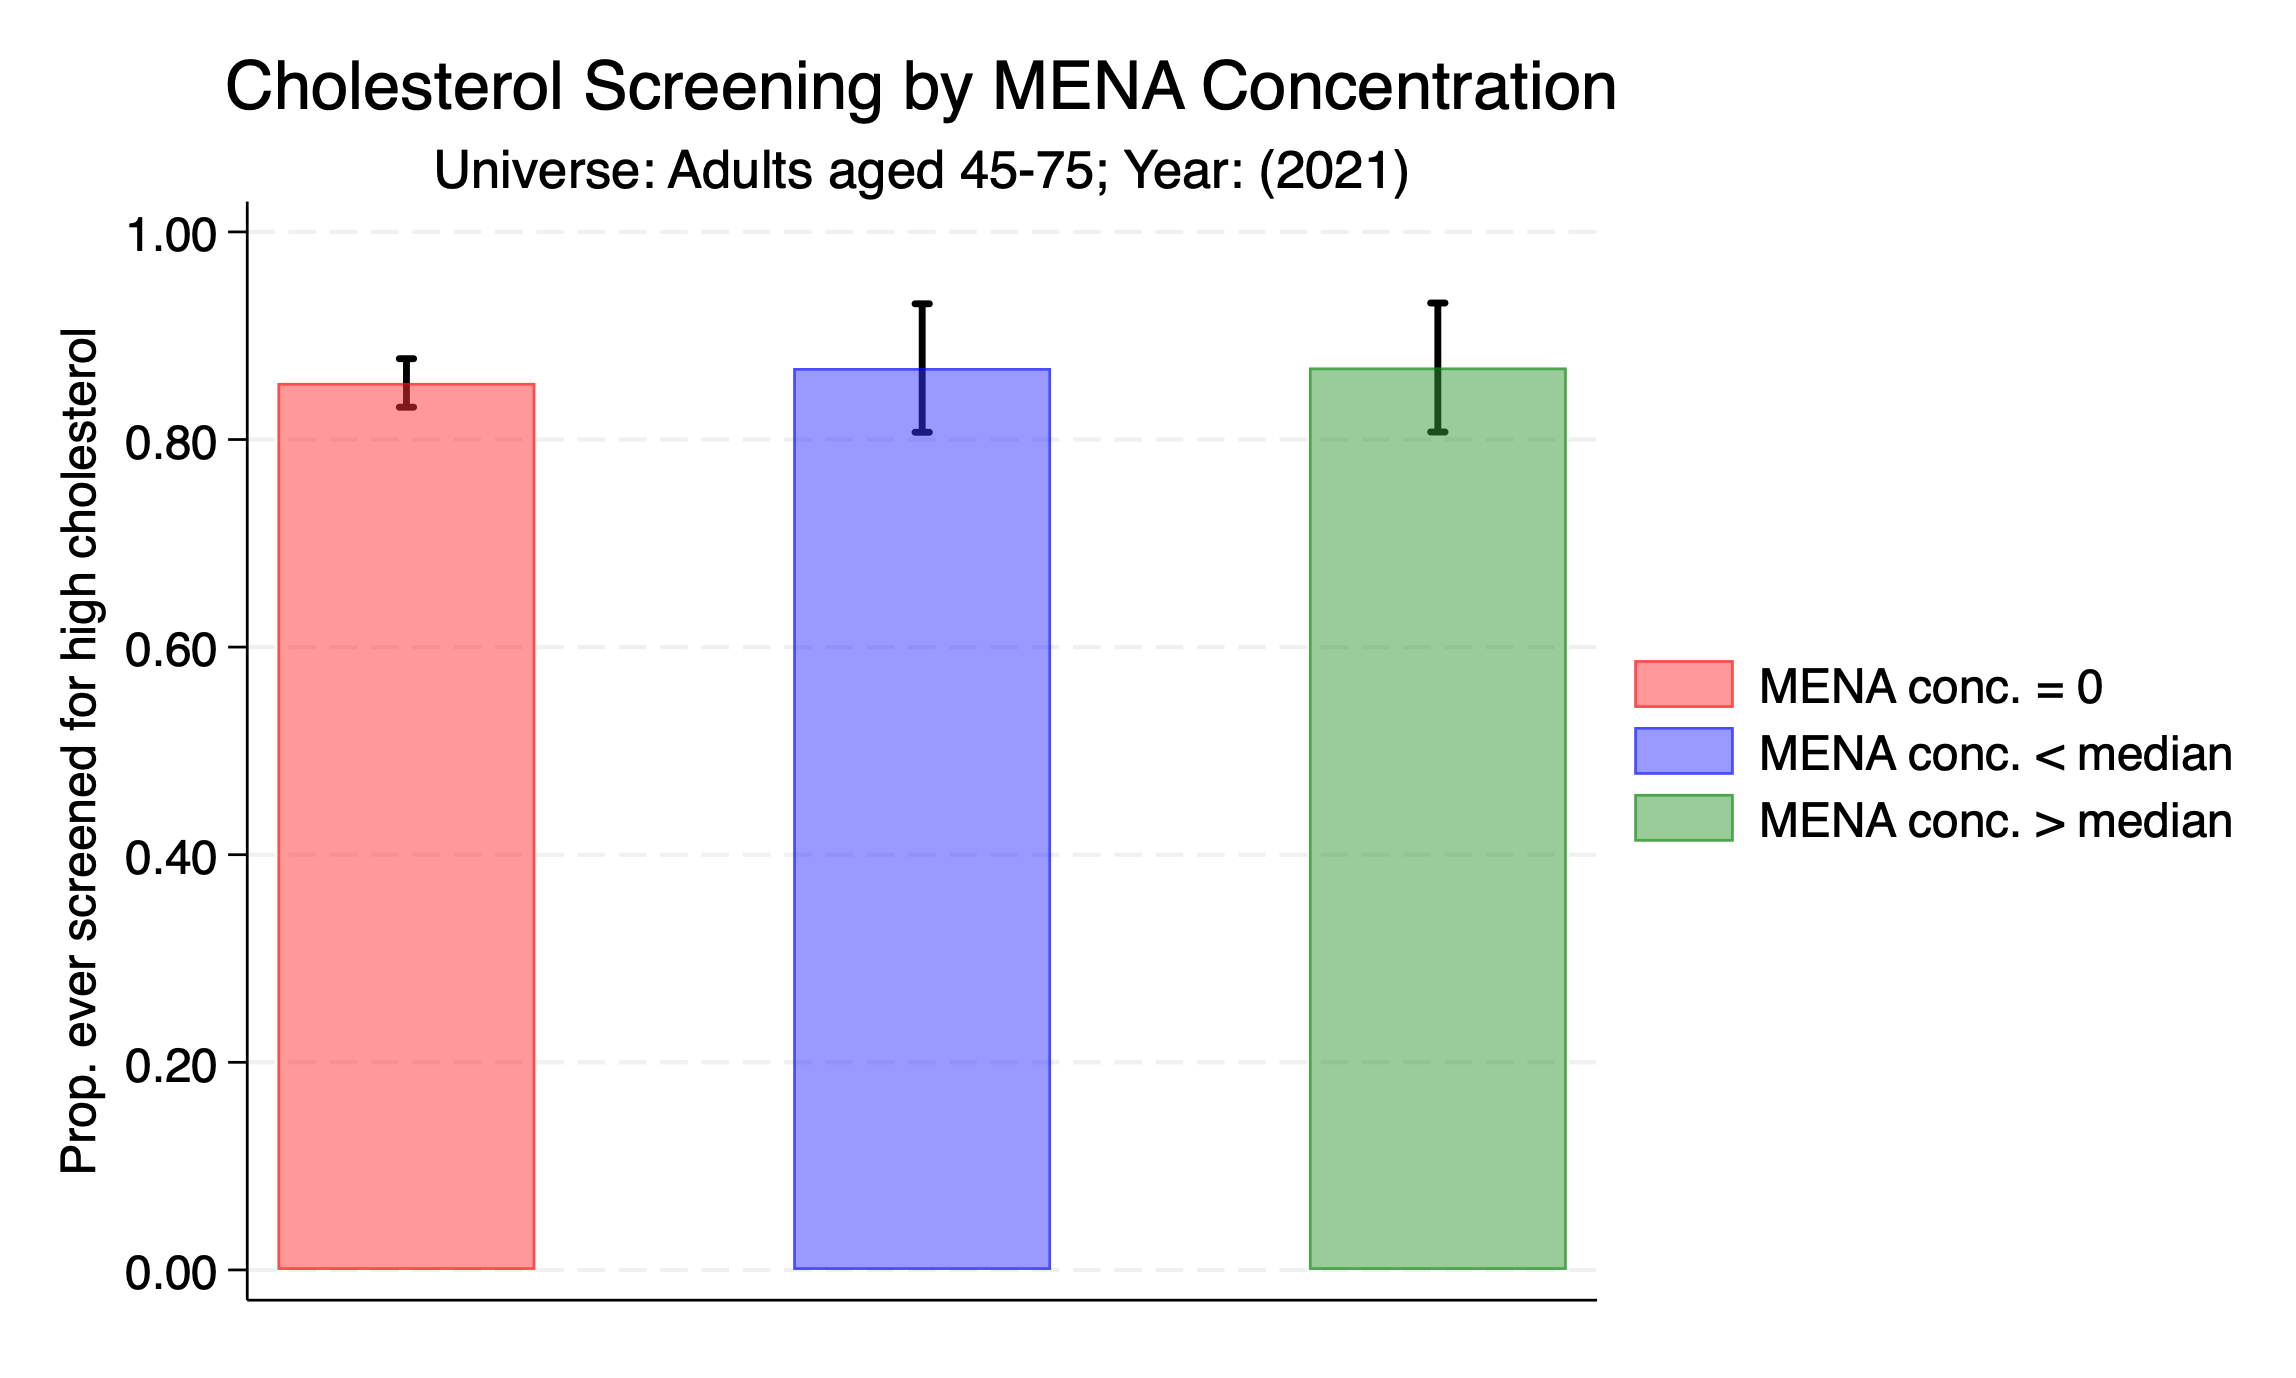 Cholesterol Screening by MENA Concentration
Universe: Adults aged 45-75; Year: (2021)
Prop. ever screened for high cholesterol
1.00
0.80
0.60
0.40
0.20
0.00
MENA conc. = 0
MENA conc. < median
MENA conc. > median